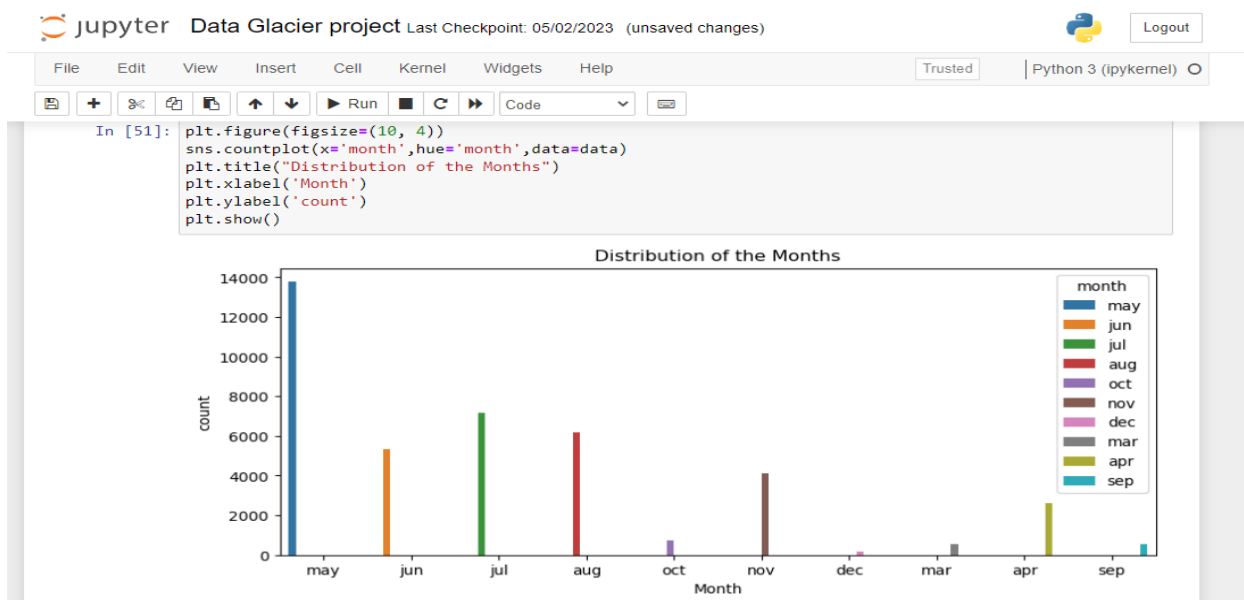 jupyter Data Glacier project Last Checkpoint: 05/02/2023 (unsaved changes)
Logout
File Edit View Insert Cell Kernel Widgets Help
Trusted
Python 3 (ipykernel)
Run
Code
In [51]: plt.figure(figsize=(10, 4))
sns.countplot(x='month',hue='month',data=data)
plt.title("Distribution of the Months")
plt.xlabel('Month')
plt.ylabel('count')
plt.show()
Distribution of the Months
14000
12000
10000
8000
6000
4000
2000
0
count
month
may
jun
jul
aug
oct
nov
dec
mar
apr
sep
may jun jul aug oct nov dec mar apr sep
Month